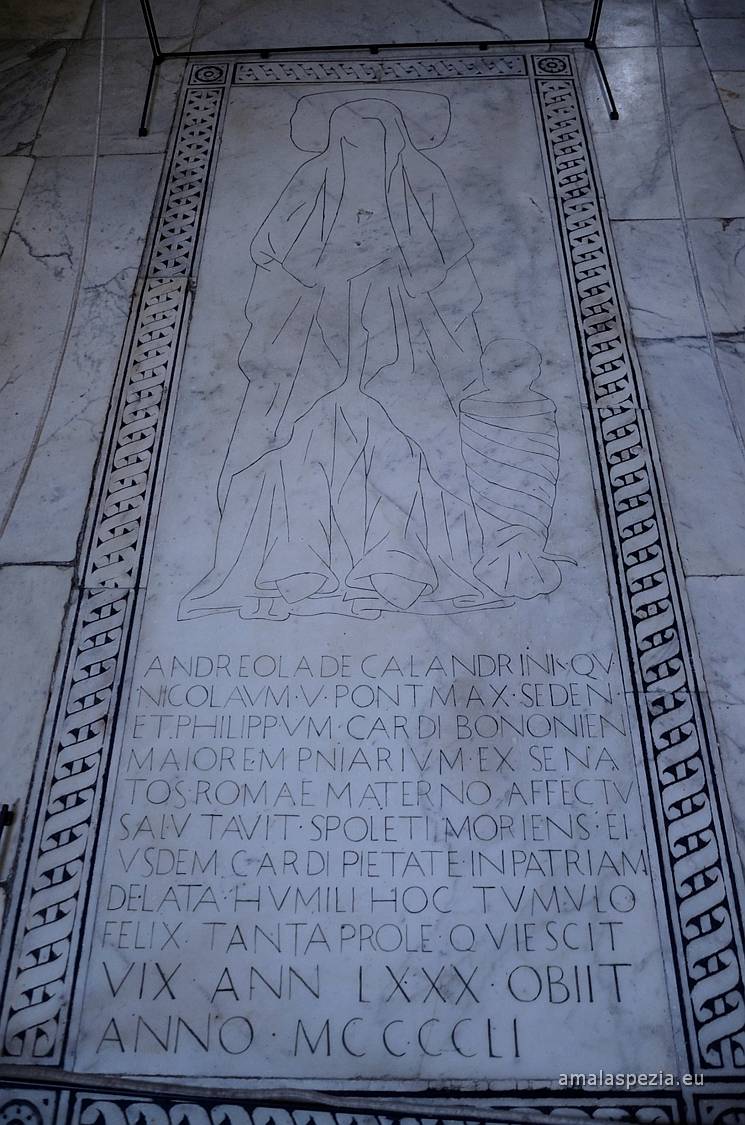 ANDREOLA DE CALANDRINIS·QV·
·NICOLAVM·V·PONT MAX·SEDEN
ET·PHILIPPVM·CARDI BONONIEN
MAIOREM PNIARIVM·EX SENA
TOS·ROMAE MATERNO AFFECTV
SALVTAVIT·SPOLETI MORIENS·EI
VSDEM CARDI PIETATE·IN PATRIAM
DELATA·HVMILI HOC TVMVLO
FELIX·TANTA PROLE·QVIESCIT
VIX·ANN LXXX·OBIIT
ANNO·MCCCCLI
amalaspezia.eu